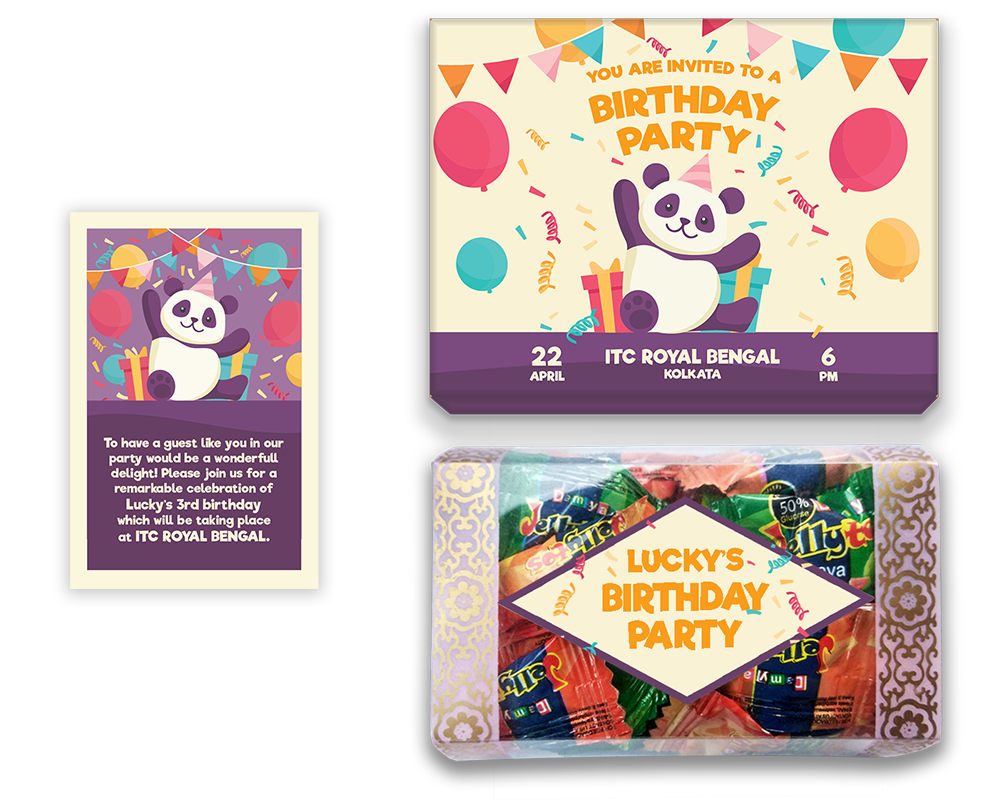 YOU ARE INVITED TO A
BIRTHDAY
PARTY
22
APRIL
ITC ROYAL BENGAL
KOLKATA
6
PM
To have a guest like you in our
party would be a wonderfull
delight! Please join us for a
remarkable celebration of
Lucky's 3rd birthday
which will be taking place
at ITC ROYAL BENGAL.
50%
Glucose
LUCKY'S
BIRTHDAY
PARTY